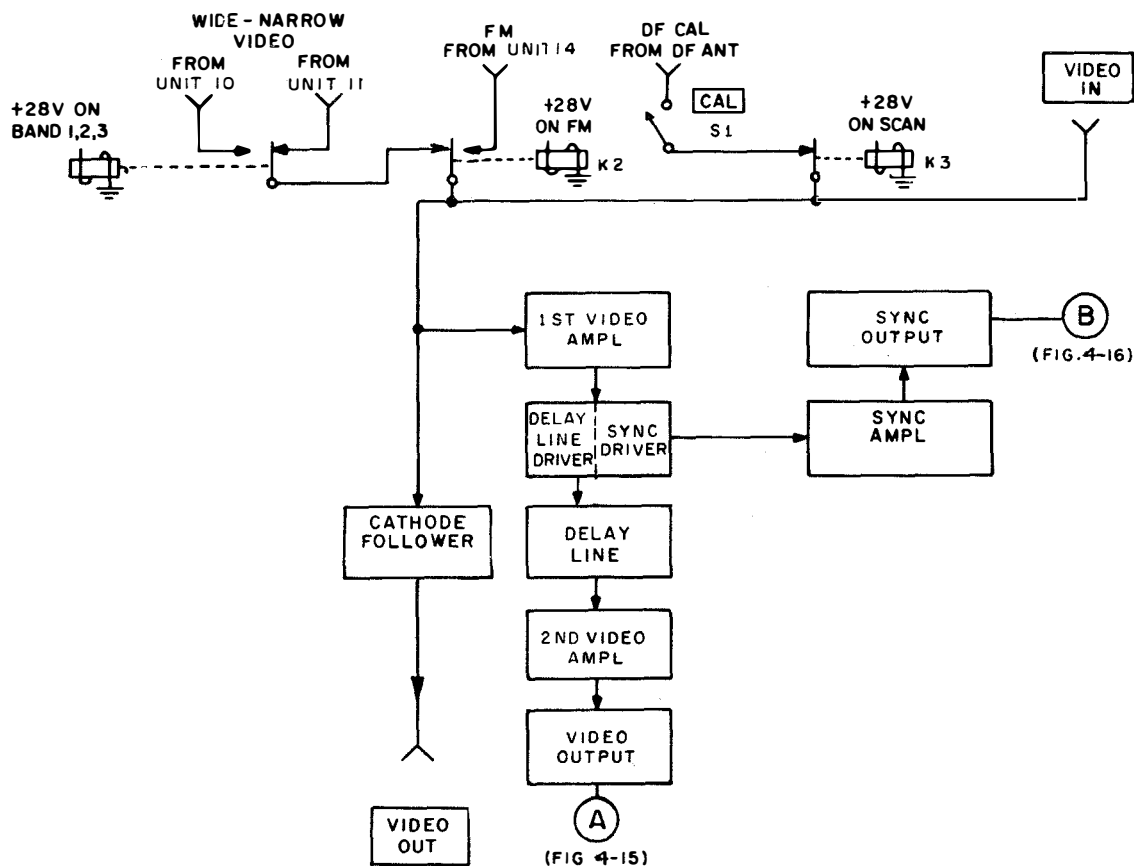 WIDE-NARROW
VIDEO
FROM
UNIT 10
FROM
UNIT 11
FM
FROM UNIT 14
DF CAL
FROM DF ANT
VIDEO
IN
+28V ON
BAND 1,2,3
+28V
ON FM
K2
CAL
S1
+28V
ON SCAN
K3
1ST VIDEO
AMPL
SYNC
OUTPUT
B
(FIG. 4-16)
DELAY
LINE
DRIVER
SYNC
DRIVER
SYNC
AMPL
CATHODE
FOLLOWER
DELAY
LINE
2ND VIDEO
AMPL
VIDEO
OUTPUT
VIDEO
OUT
A
(FIG 4-15)